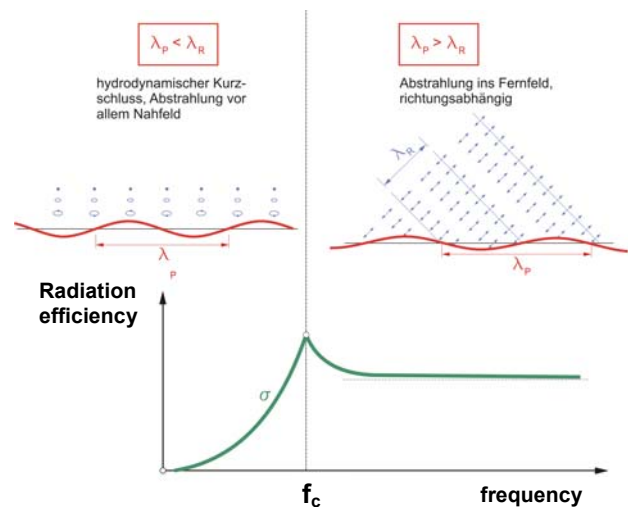 λP < λR
hydrodynamischer Kurz-
schluss, Abstrahlung vor
allem Nahfeld
λP
λP > λR
Abstrahlung ins Fernfeld,
richtungsabhängig
λR
λP
Radiation
efficiency
σ
fc
frequency